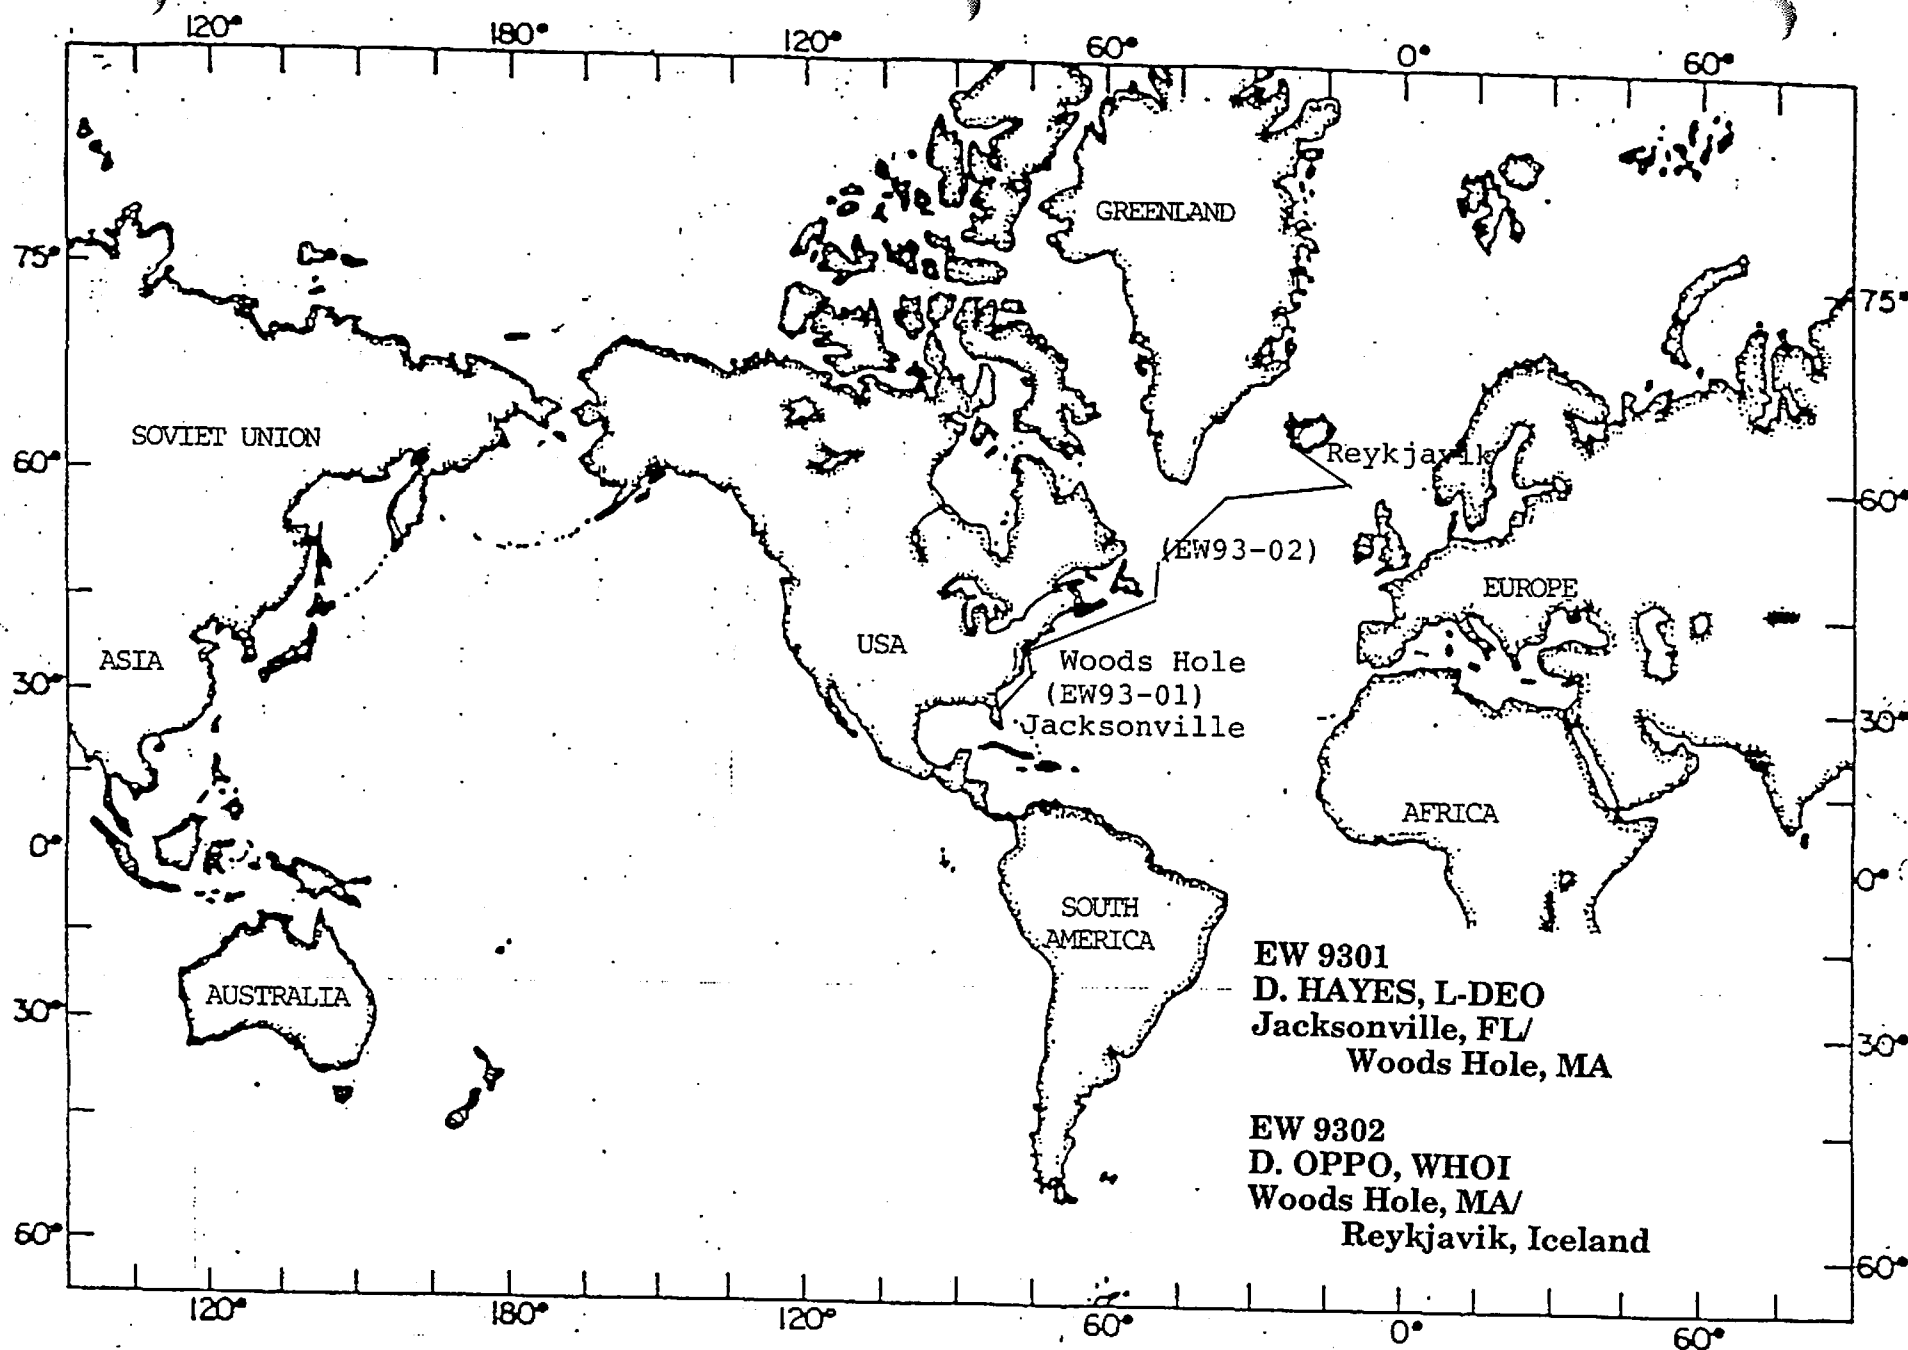 120°
180°
120°
60°
0°
60°
GREENLAND
75°
75°
SOVIET UNION
60°
Reykjavik
60°
(EW93-02)
EUROPE
USA
ASIA
Woods Hole
30°
(EW93-01)
Jacksonville
30°
AFRICA
0°
0°
SOUTH
AMERICA
AUSTRALIA
30°
30°
EW 9301
D. HAYES, L-DEO
Jacksonville, FL/
Woods Hole, MA
EW 9302
D. OPPO, WHOI
Woods Hole, MA/
Reykjavik, Iceland
60°
60°
120°
180°
120°
60°
0°
60°